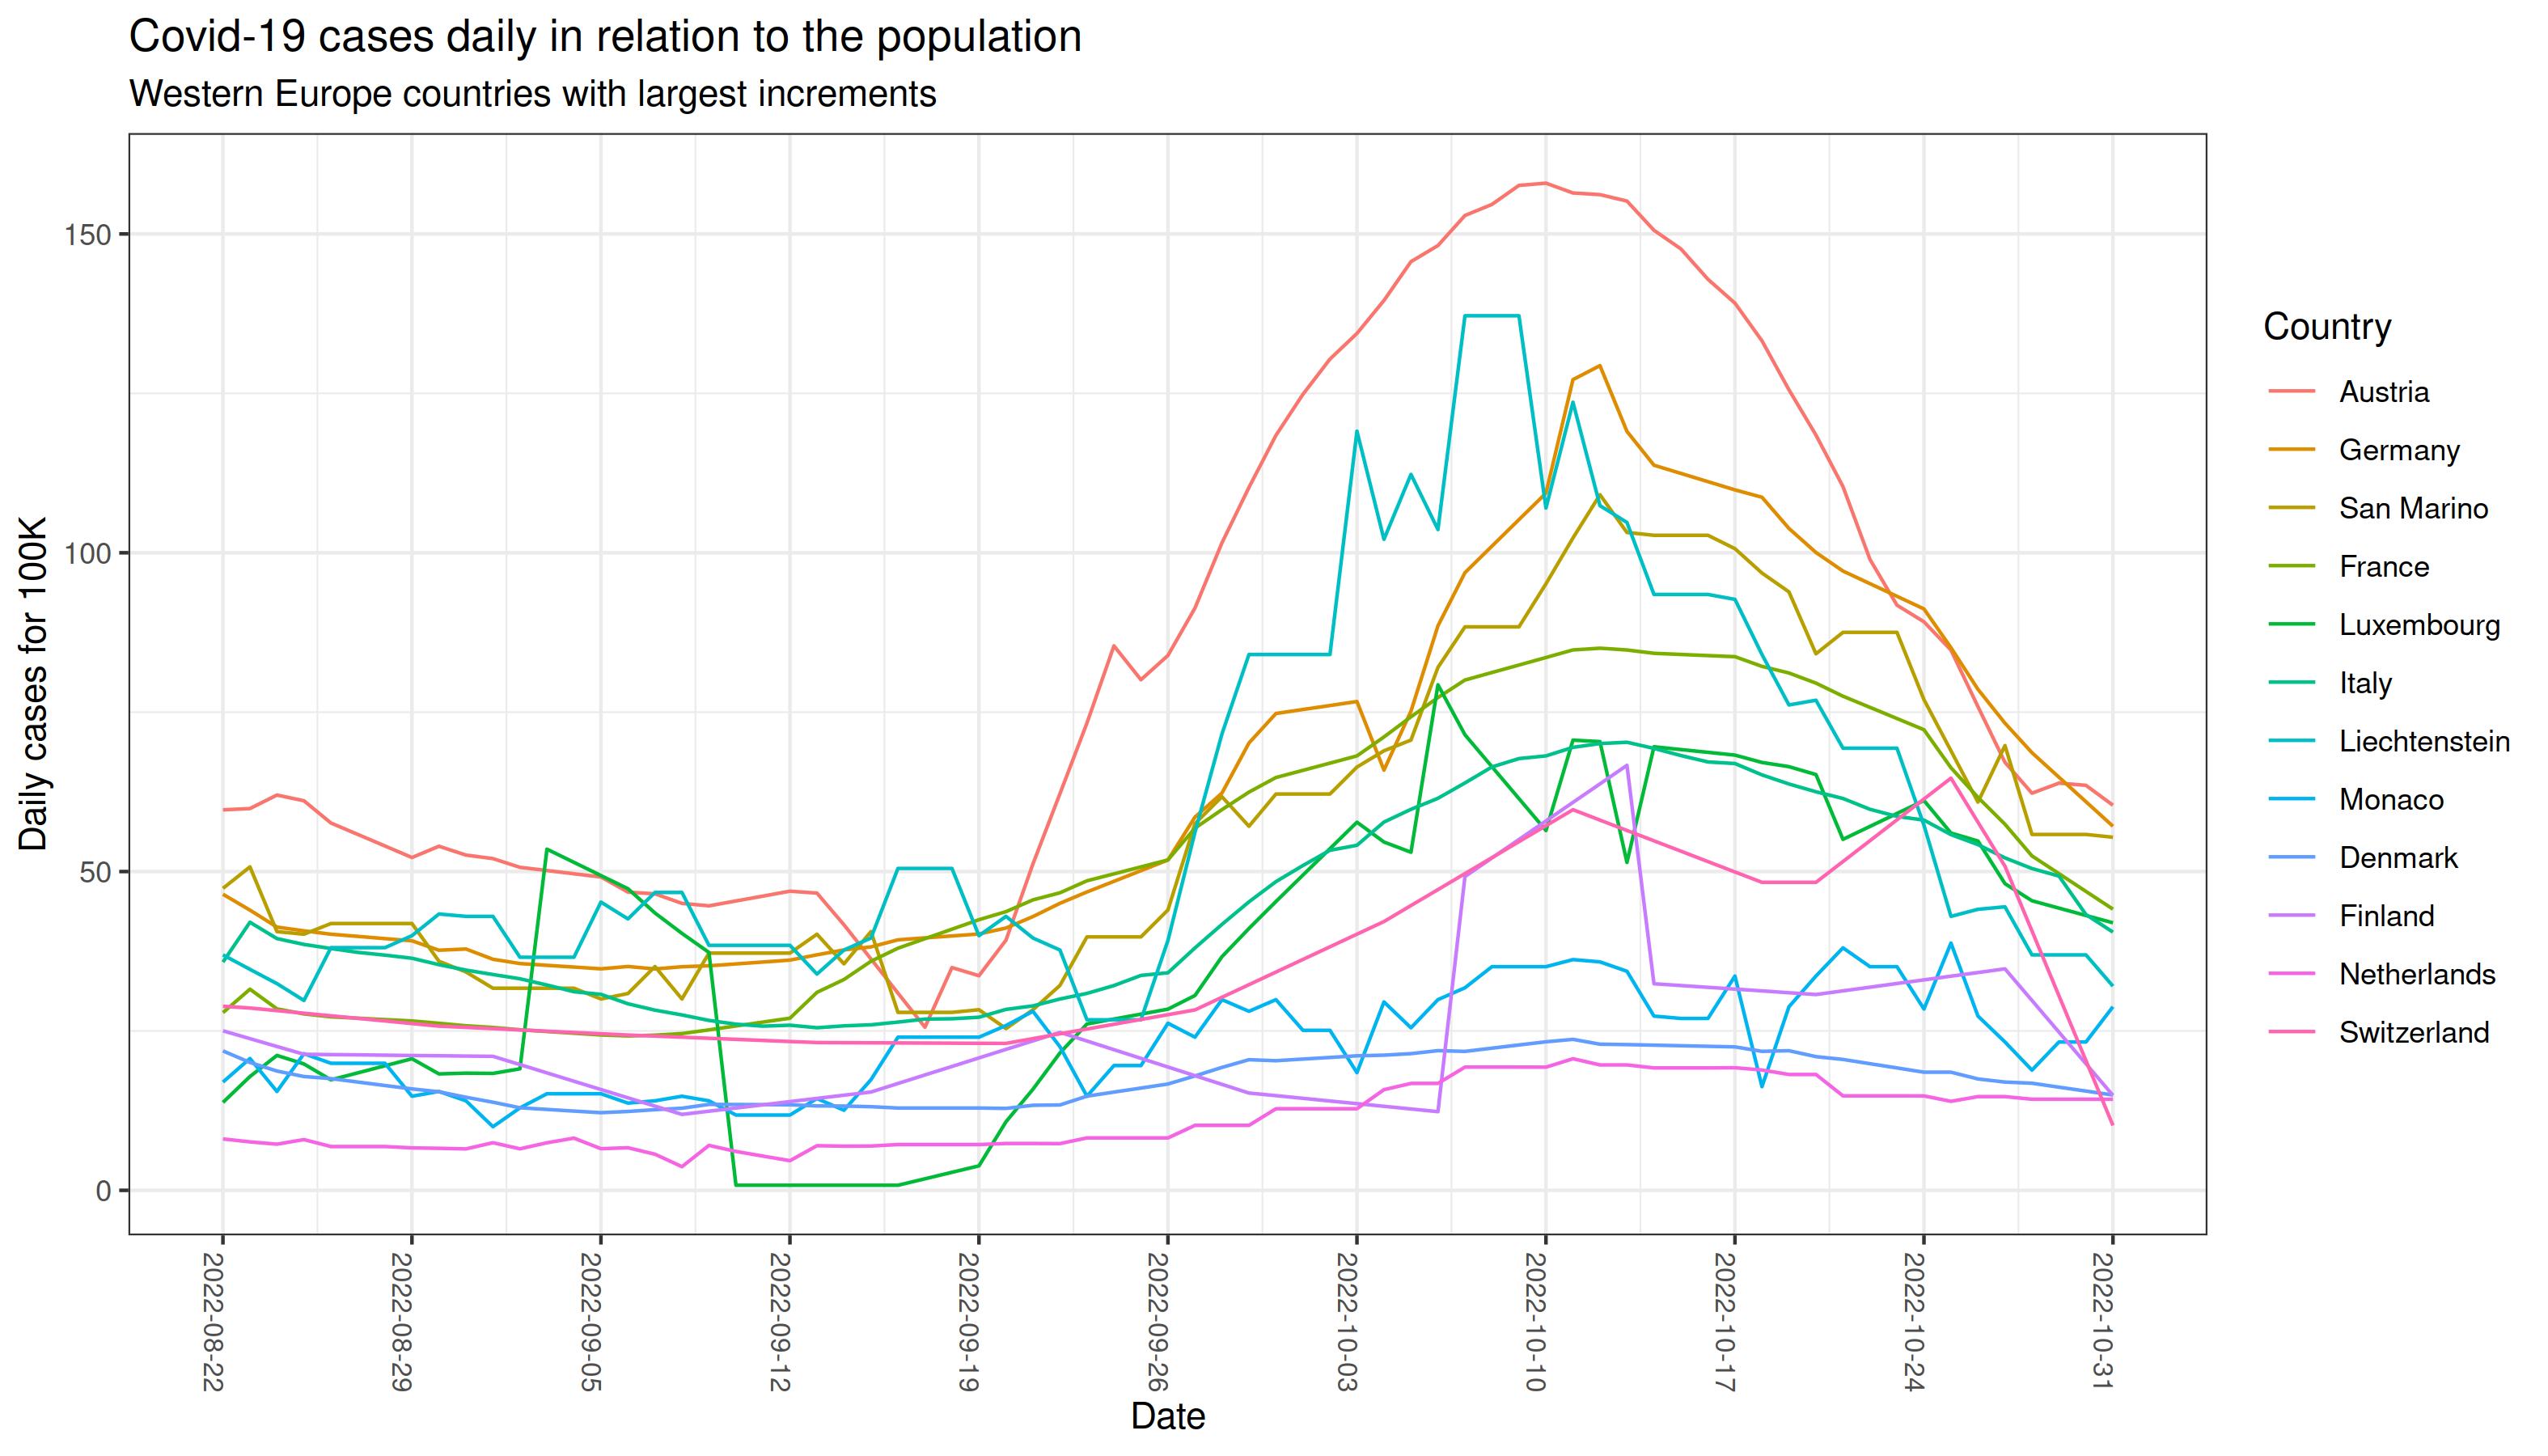 Covid-19 cases daily in relation to the population
Western Europe countries with largest increments
Daily cases for 100K
150
100
50
0
2022-08-22
2022-08-29
2022-09-05
2022-09-12
2022-09-19
2022-09-26
2022-10-03
2022-10-10
2022-10-17
2022-10-24
2022-10-31
Date
Country
Austria
Germany
San Marino
France
Luxembourg
Italy
Liechtenstein
Monaco
Denmark
Finland
Netherlands
Switzerland